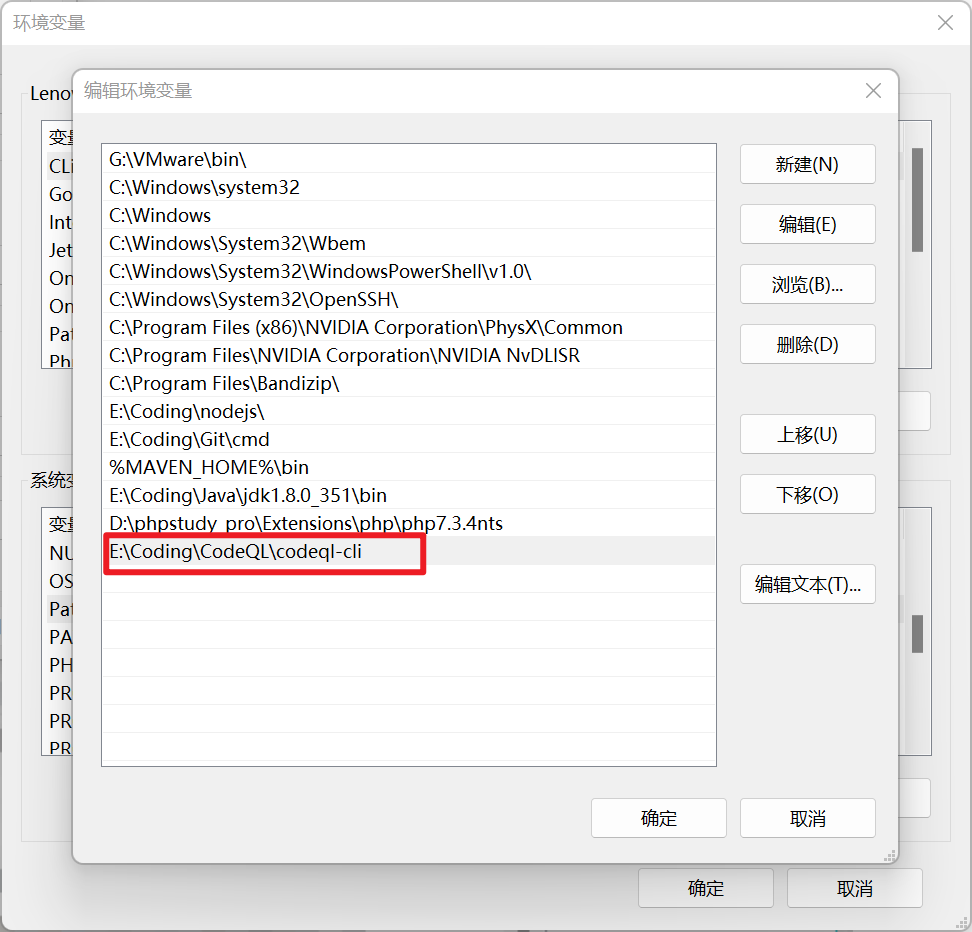 环境变量
编辑环境变量
G:\VMware\bin\
C:\Windows\system32
C:\Windows
C:\Windows\System32\Wbem
C:\Windows\System32\WindowsPowerShell\v1.0\
C:\Windows\System32\OpenSSH\
C:\Program Files (x86)\NVIDIA Corporation\PhysX\Common
C:\Program Files\NVIDIA Corporation\NVIDIA NvDLISR
C:\Program Files\Bandizip\
E:\Coding\nodejs\
E:\Coding\Git\cmd
%MAVEN_HOME%\bin
E:\Coding\Java\jdk1.8.0_351\bin
D:\phpstudy_pro\Extensions\php\php7.3.4nts
E:\Coding\CodeQL\codeql-cli
新建(N)
编辑(E)
浏览(B)...
删除(D)
上移(U)
下移(O)
编辑文本(T)...
确定
取消
Leno
变
CLi
Go
Int
Jet
On
On
Pat
Ph
系统
变
NU
OS
Pat
PA
PH
PR
PR
PR
确定
取消